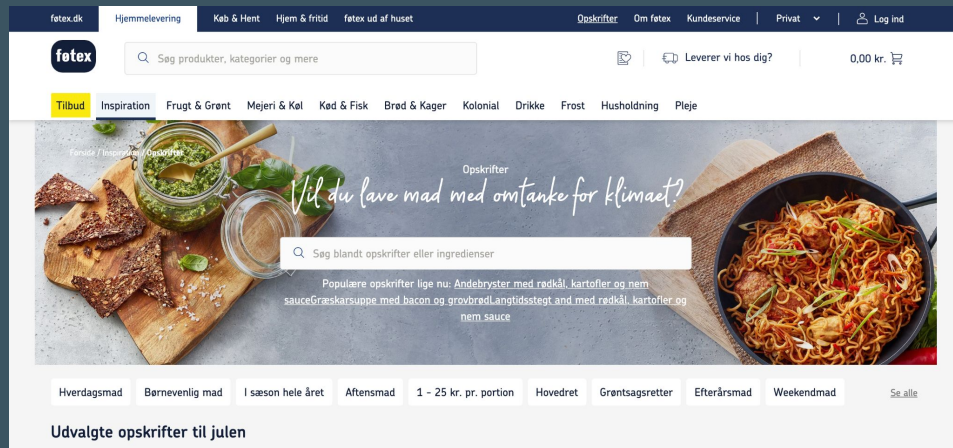 føtex.dk Hjemmelevering Køb & Hent Hjem & fritid føtex ud af huset Opskrifter Om føtex Kundeservice Privat Log ind
føtex Søg produkter, kategorier og mere Leverer vi hos dig? 0,00 kr.
Tilbud Inspiration Frugt & Grønt Mejeri & Køl Kød & Fisk Brød & Kager Kolonial Drikke Frost Husholdning Pleje
Forside / Inspiration / Opskrifter
Opskrifter
Vil du lave mad med omtanke for klimaet?
Søg blandt opskrifter eller ingredienser
Populære opskrifter lige nu: Andebryster med rødkål, kartofler og nem
sauceGræskarsuppe med bacon og grovbrødLangtidsstegt and med rødkål, kartofler og
nem sauce
Hverdagsmad Børnevenlig mad I sæson hele året Aftensmad 1 - 25 kr. pr. portion Hovedret Grøntsagsretter Efterårsmad Weekendmad Se alle
Udvalgte opskrifter til julen